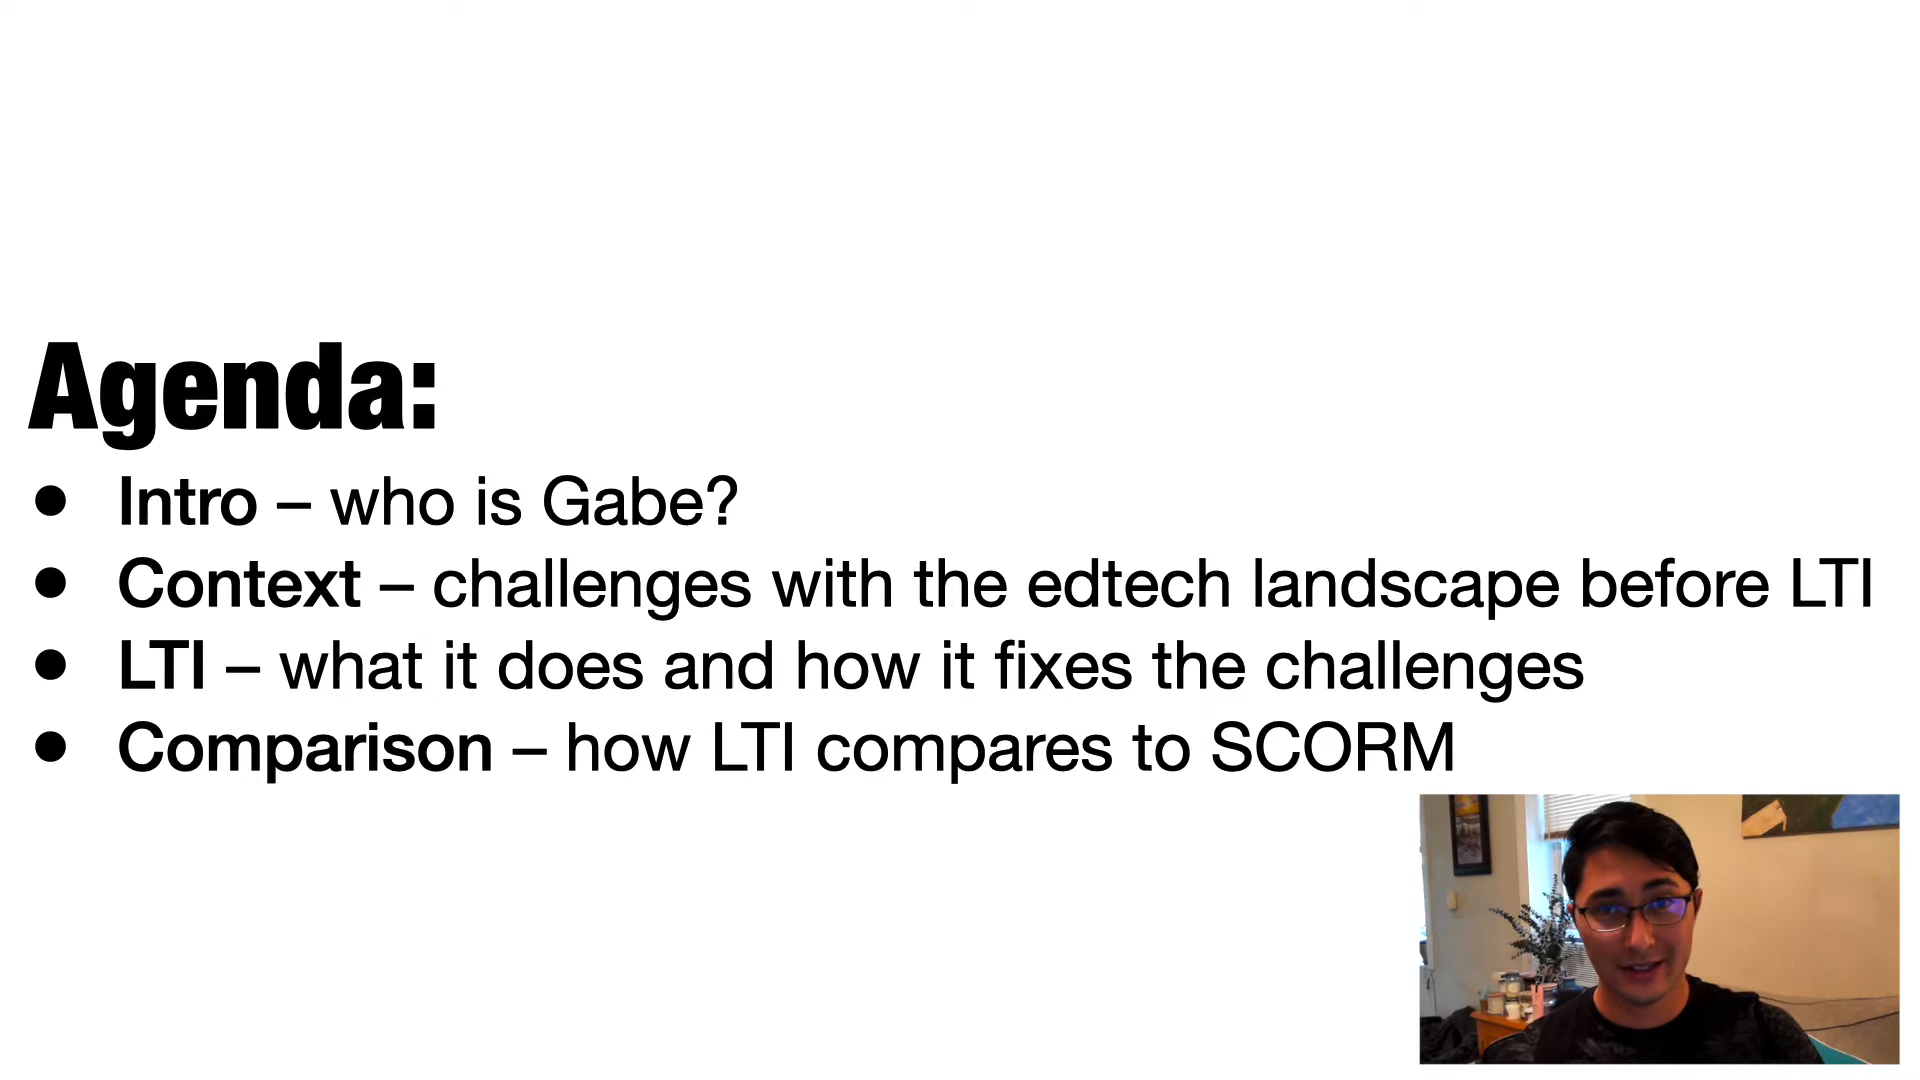 Agenda:
● Intro – who is Gabe?
● Context – challenges with the edtech landscape before LTI
● LTI – what it does and how it fixes the challenges
● Comparison – how LTI compares to SCORM